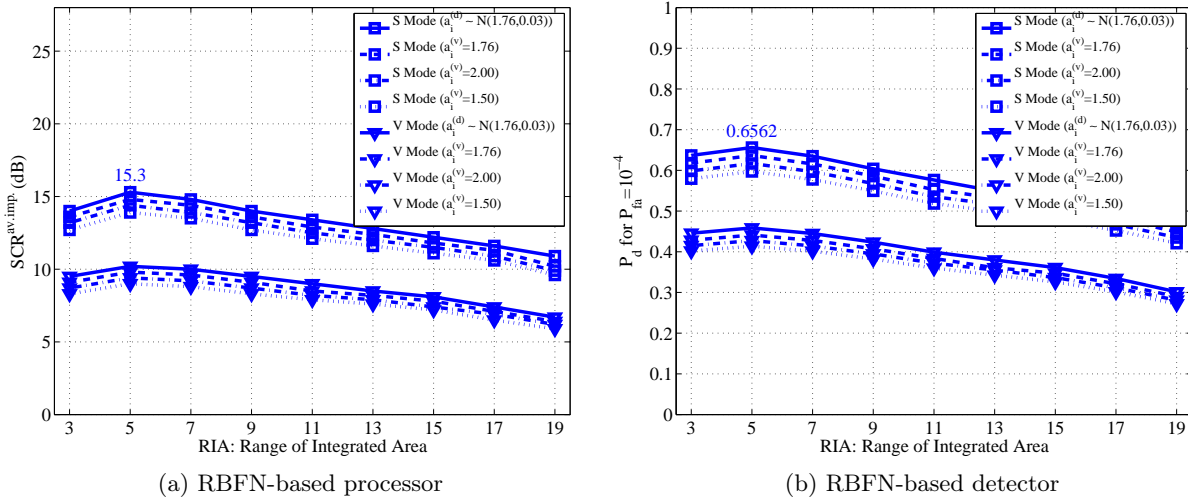 25
20
15
10
5
0
SCR^av.imp. (dB)
15.3
S Mode (a_i^(d) ~ N(1.76,0.03))
S Mode (a_i^(v)=1.76)
S Mode (a_i^(v)=2.00)
S Mode (a_i^(v)=1.50)
V Mode (a_i^(d) ~ N(1.76,0.03))
V Mode (a_i^(v)=1.76)
V Mode (a_i^(v)=2.00)
V Mode (a_i^(v)=1.50)
3 5 7 9 11 13 15 17 19
RIA: Range of Integrated Area
(a) RBFN-based processor
1
0.9
0.8
0.7
0.6
0.5
0.4
0.3
0.2
0.1
0
P_d for P_fa=10^-4
0.6562
S Mode (a_i^(d) ~ N(1.76,0.03))
S Mode (a_i^(v)=1.76)
S Mode (a_i^(v)=2.00)
S Mode (a_i^(v)=1.50)
V Mode (a_i^(d) ~ N(1.76,0.03))
V Mode (a_i^(v)=1.76)
V Mode (a_i^(v)=2.00)
V Mode (a_i^(v)=1.50)
3 5 7 9 11 13 15 17 19
RIA: Range of Integrated Area
(b) RBFN-based detector